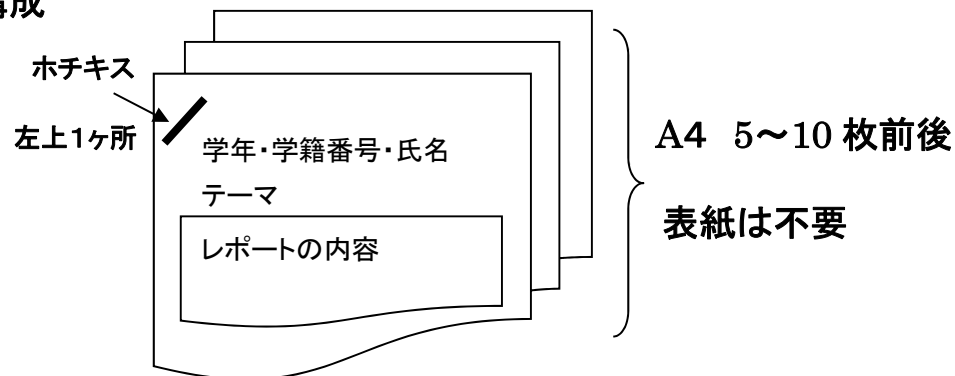 構成
ホチキス
左上1ヶ所
学年・学籍番号・氏名
テーマ
レポートの内容
A4 5～10 枚前後
表紙は不要